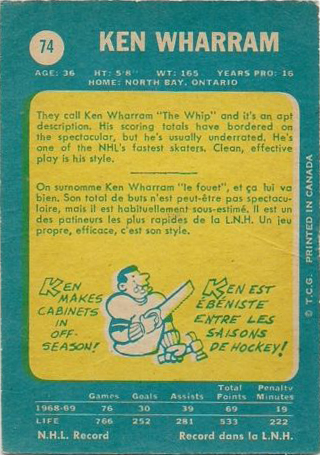 74
KEN WHARRAM
AGE: 36 HT: 5'8" WT: 165 YEARS PRO: 16
HOME: NORTH BAY, ONTARIO
They call Ken Wharram "The Whip" and it's an apt
description. His scoring totals have bordered on
the spectacular, but he's usually underrated. He's
one of the NHL's fastest skaters. Clean, effective
play is his style.
On surnomme Ken Wharram "le fouet", et ça lui va
bien. Son total de buts n'est peut-être pas spectacu-
laire, mais il est habituellement sous-estimé. Il est un
des patineurs les plus rapides de la L.N.H. Un jeu
propre, efficace, c'est son style.
KEN
MAKES
CABINETS
IN
OFF-
SEASON!
KEN EST
ÉBÉNISTE
ENTRE LES
SAISONS
DE HOCKEY!
© T.C.G. PRINTED IN CANADA
Games Goals Assists Total Points Penalty Minutes
1968-69 76 30 39 69 19
LIFE 766 252 281 533 222
N.H.L. Record Record dans la L.N.H.